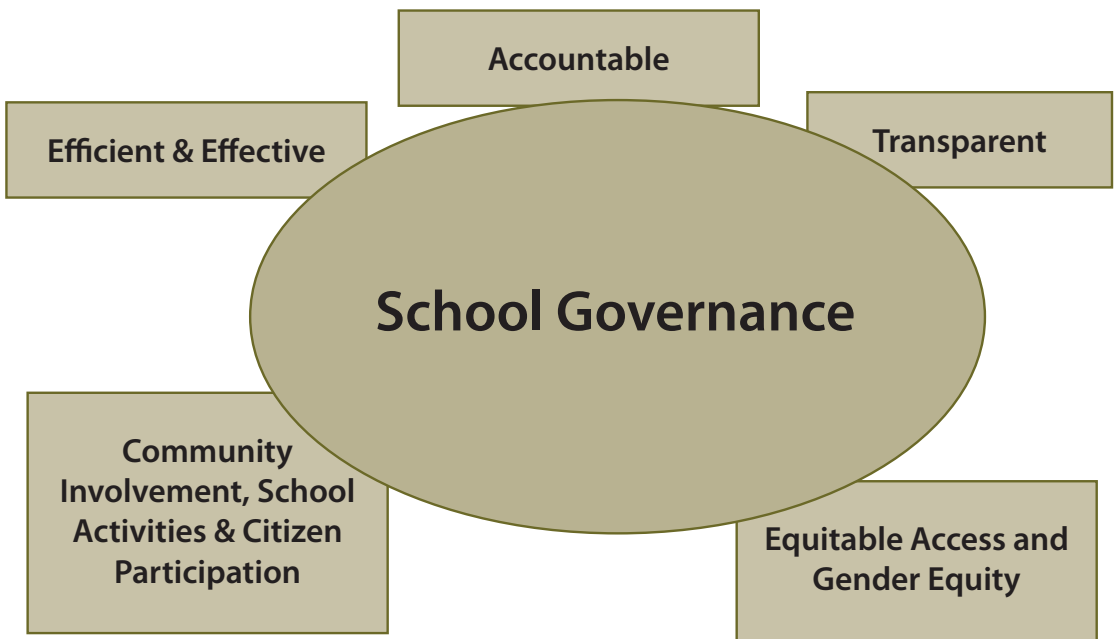 Accountable
Efficient & Effective
Transparent
School Governance
Community
Involvement, School
Activities & Citizen
Participation
Equitable Access and
Gender Equity